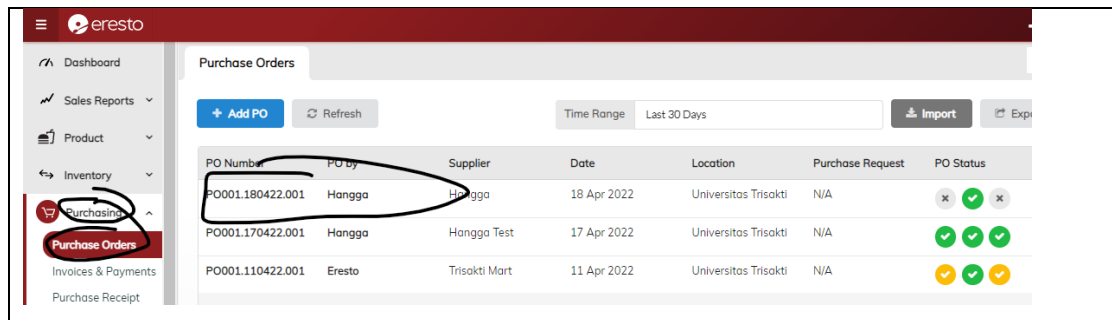 eresto
Dashboard
Sales Reports
Product
Inventory
Purchasing
Purchase Orders
Invoices & Payments
Purchase Receipt
Purchase Orders
+ Add PO Refresh Time Range Last 30 Days Import
PO Number PO by Supplier Date Location Purchase Request PO Status
PO001.180422.001 Hangga Hangga 18 Apr 2022 Universitas Trisakti N/A
PO001.170422.001 Hangga Hangga Test 17 Apr 2022 Universitas Trisakti N/A
PO001.110422.001 Eresto Trisakti Mart 11 Apr 2022 Universitas Trisakti N/A